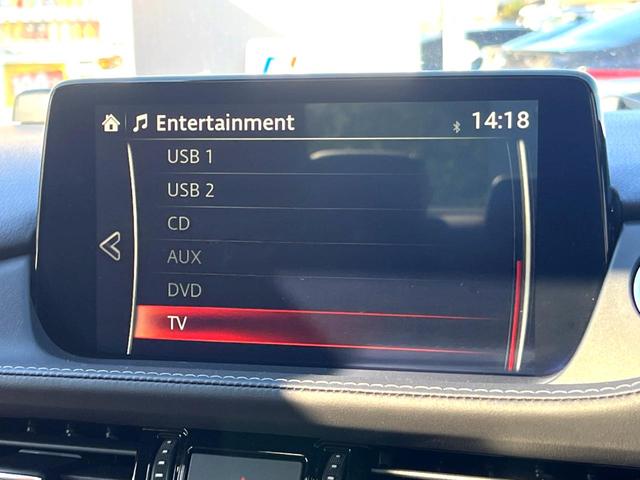 Entertainment
14:18
USB 1
USB 2
CD
AUX
DVD
TV